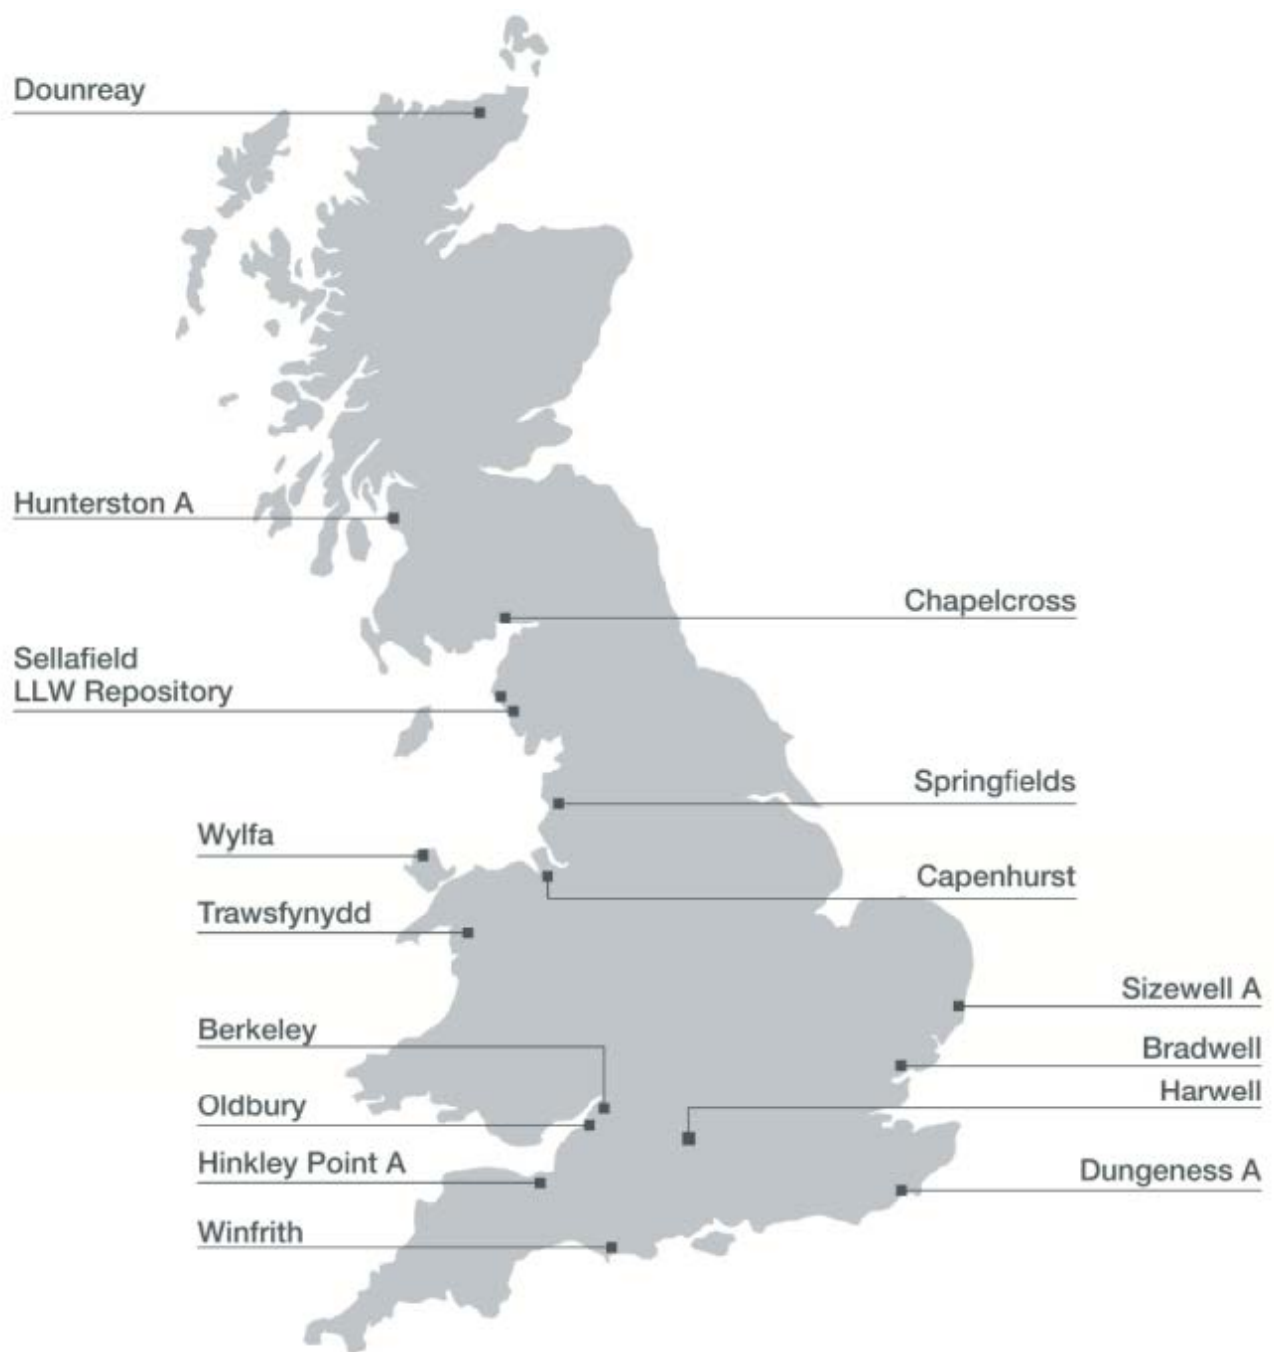 Dounreay
Hunterston A
Chapelcross
Sellafield
LLW Repository
Springfields
Wylfa
Capenhurst
Trawsfynydd
Sizewell A
Berkeley
Bradwell
Harwell
Oldbury
Hinkley Point A
Dungeness A
Winfrith